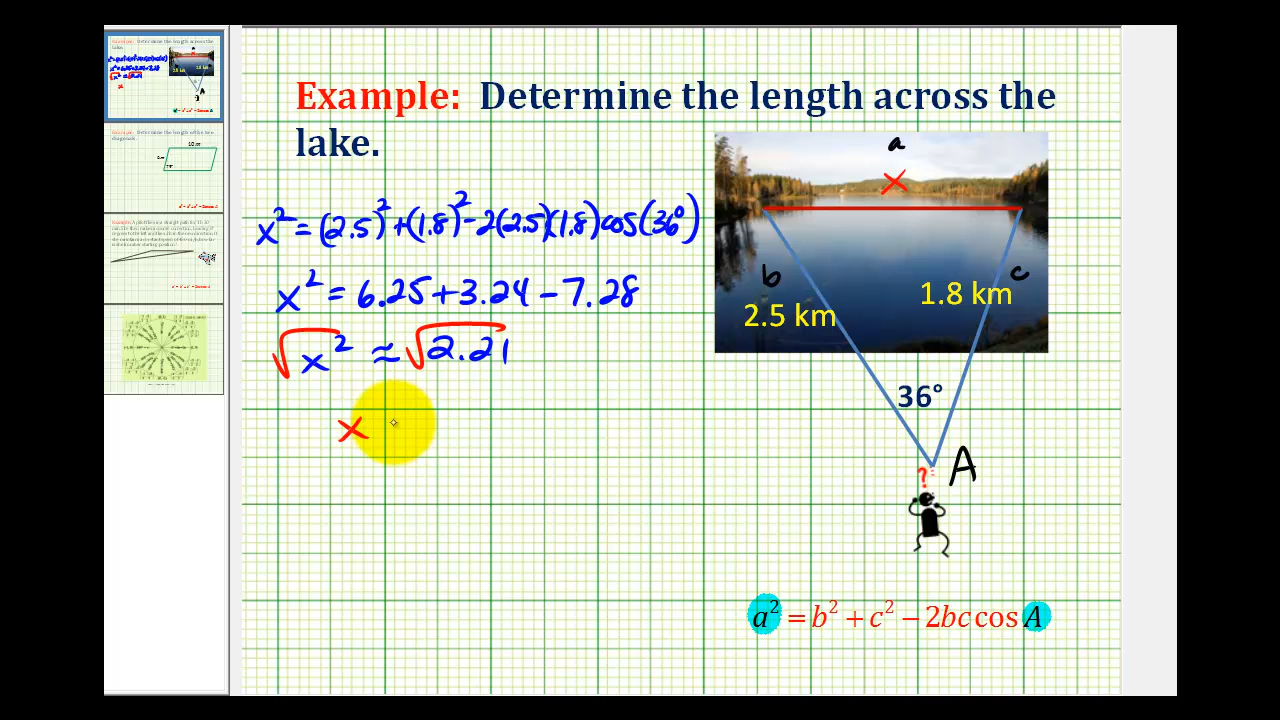 Example: Determine the length across the
lake.
a
x
x² = (2.5)² + (1.8)² - 2(2.5)(1.8) cos(36°)
b
c
x² = 6.25 + 3.24 - 7.28
1.8 km
2.5 km
√x² ≈ √2.21
36°
x
A
?
a² = b² + c² − 2bc cos A